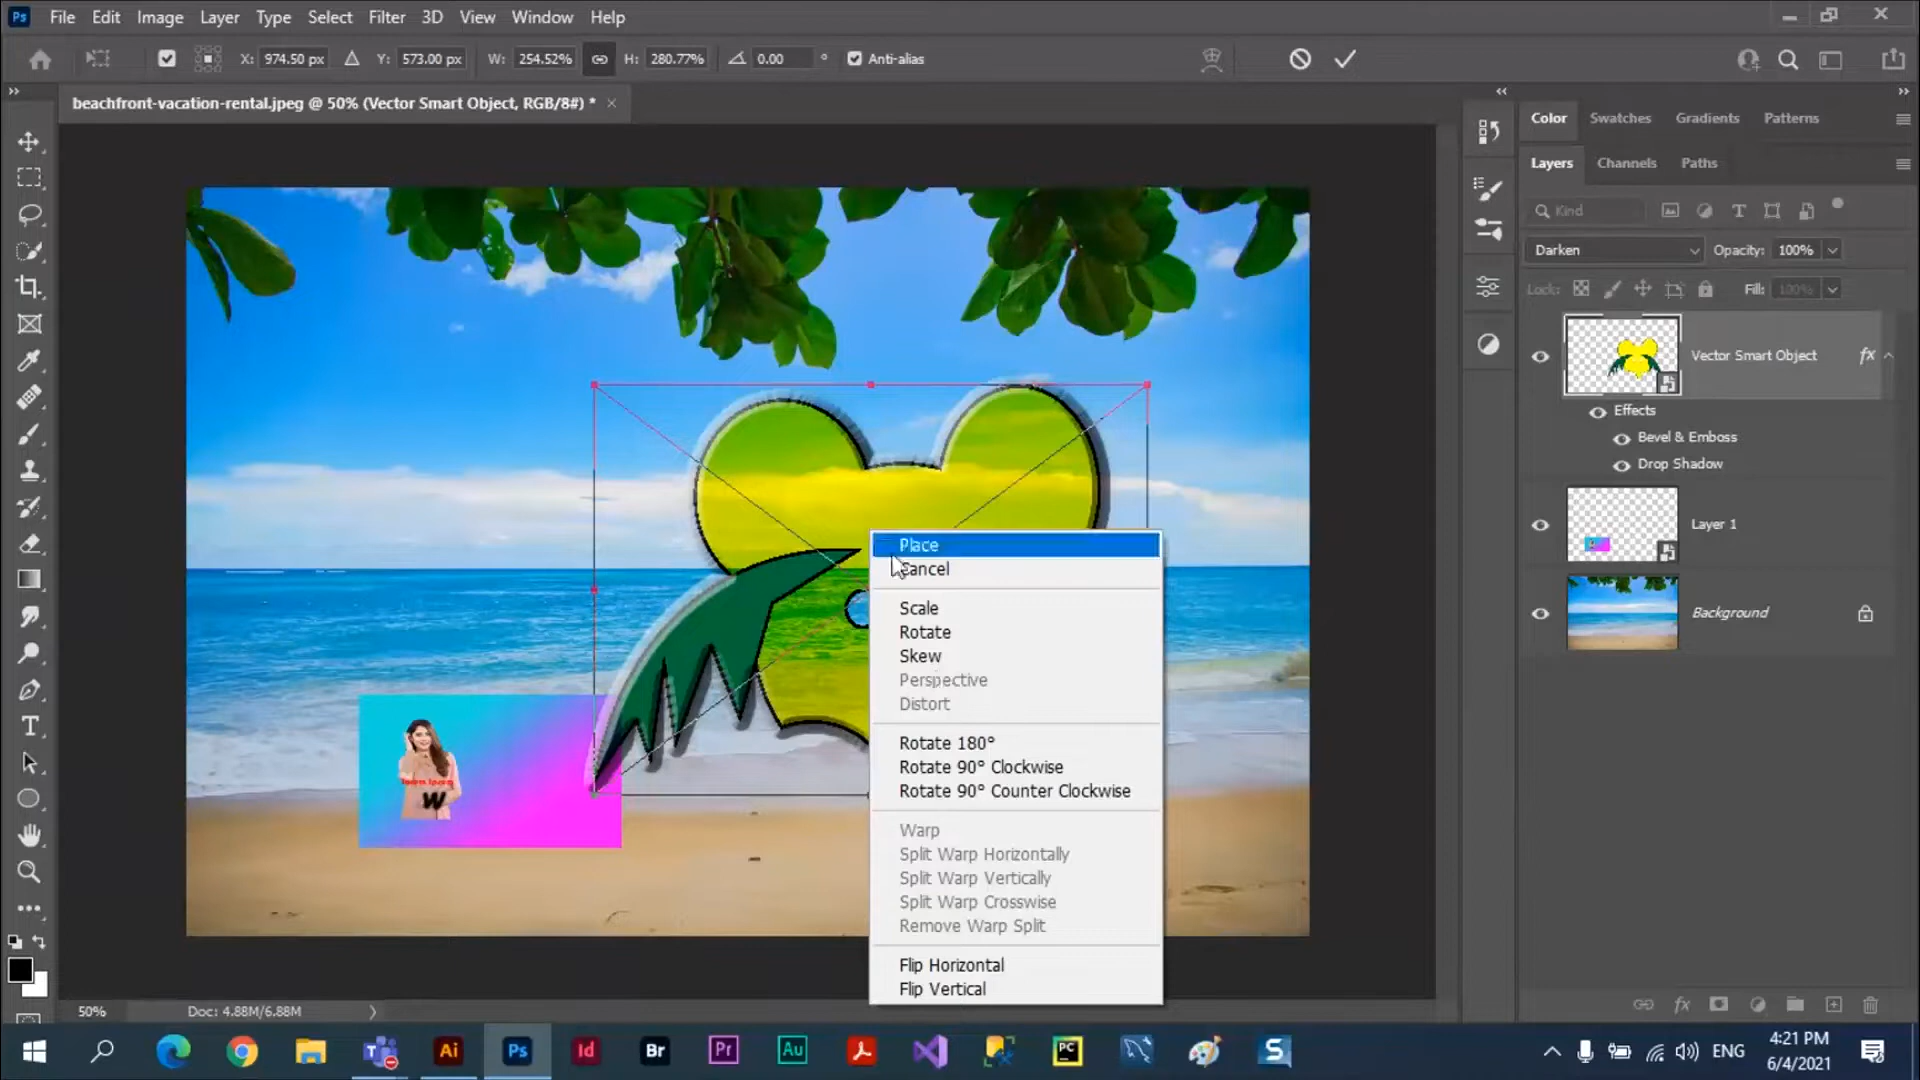 Ps File Edit Image Layer Type Select Filter 3D View Window Help
X: 974.50 px Y: 573.00 px W: 254.52% H: 280.77% 0.00 ° Anti-alias
beachfront-vacation-rental.jpeg @ 50% (Vector Smart Object, RGB/8#) *
Color Swatches Gradients Patterns
Layers Channels Paths
Kind
Darken Opacity: 100%
Lock: Fill: 100%
Vector Smart Object fx
Effects
Bevel & Emboss
Drop Shadow
Layer 1
Background
Place
Cancel
Scale
Rotate
Skew
Perspective
Distort
Rotate 180°
Rotate 90° Clockwise
Rotate 90° Counter Clockwise
Warp
Split Warp Horizontally
Split Warp Vertically
Split Warp Crosswise
Remove Warp Split
Flip Horizontal
Flip Vertical
W
50% Doc: 4.88M/6.88M
fx
Ai Ps Id Br Pr Au PC S
ENG 4:21 PM
6/4/2021